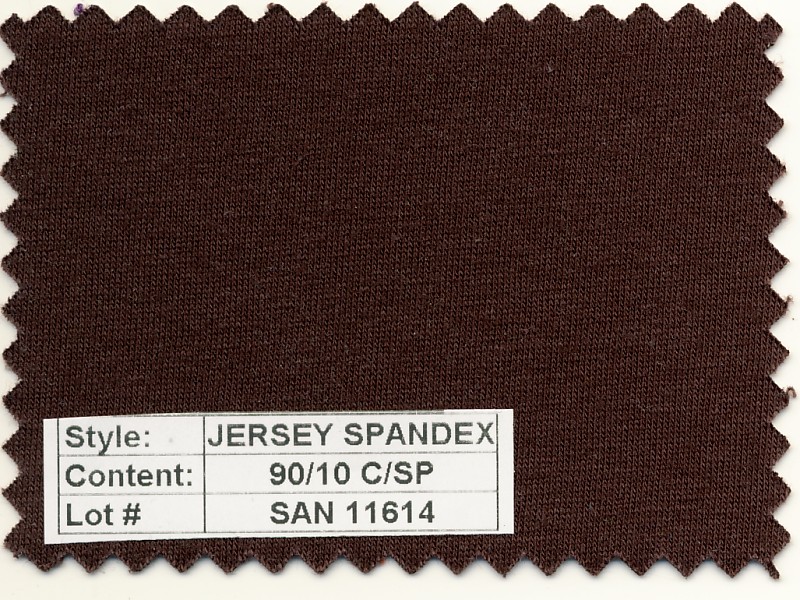 Style: JERSEY SPANDEX
Content: 90/10 C/SP
Lot # SAN 11614